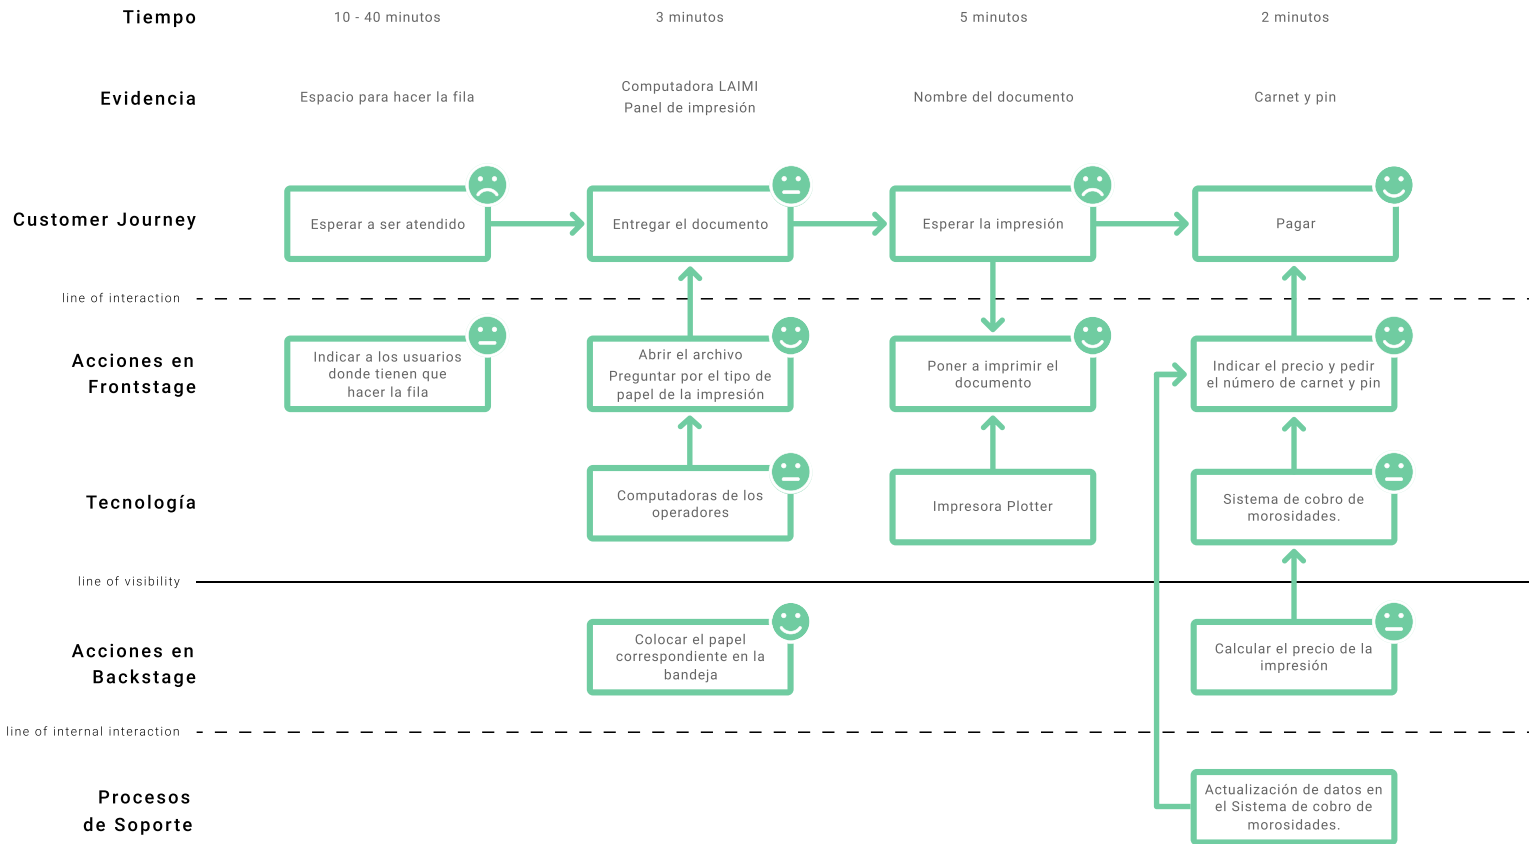 Tiempo
10 - 40 minutos
3 minutos
5 minutos
2 minutos
Evidencia
Espacio para hacer la fila
Computadora LAIMI
Panel de impresión
Nombre del documento
Carnet y pin
Customer Journey
Esperar a ser atendido
Entregar el documento
Esperar la impresión
Pagar
line of interaction
Acciones en
Frontstage
Indicar a los usuarios
donde tienen que
hacer la fila
Abrir el archivo
Preguntar por el tipo de
papel de la impresión
Poner a imprimir el
documento
Indicar el precio y pedir
el número de carnet y pin
Tecnología
Computadoras de los
operadores
Impresora Plotter
Sistema de cobro de
morosidades.
line of visibility
Acciones en
Backstage
Colocar el papel
correspondiente en la
bandeja
Calcular el precio de la
impresión
line of internal interaction
Procesos
de Soporte
Actualización de datos en
el Sistema de cobro de
morosidades.